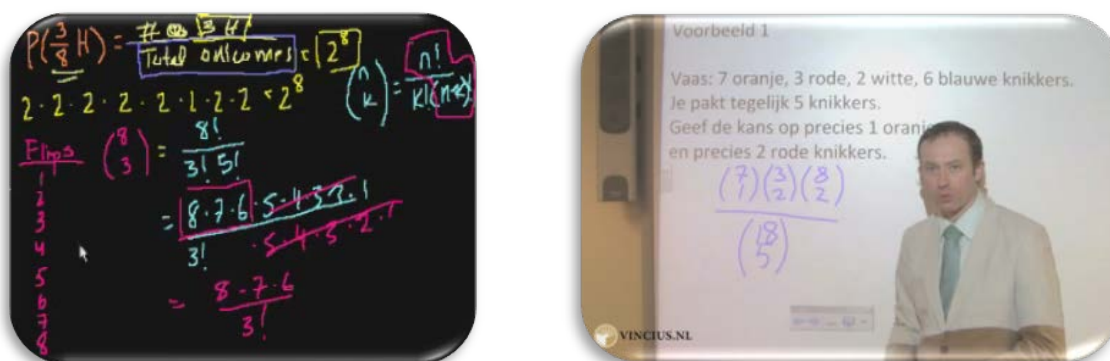 P(3/8 H) = # of 3 H / Total outcomes = 2^8
2 · 2 · 2 · 2 · 2 · 2 · 2 · 2 = 2^8
(n k) = n! / k!(n-k)!
Flips
1
2
3
4
5
6
7
8
(8 3) = 8! / 3! 5!
= 8·7·6·5·4·3·2·1 / 3! · 5·4·3·2·1
= 8·7·6 / 3!
Voorbeeld 1
Vaas: 7 oranje, 3 rode, 2 witte, 6 blauwe knikkers.
Je pakt tegelijk 5 knikkers.
Geef de kans op precies 1 oranj
en precies 2 rode knikkers.
(7 1)(3 2)(8 2)
(18 5)
VINCIUS.NL